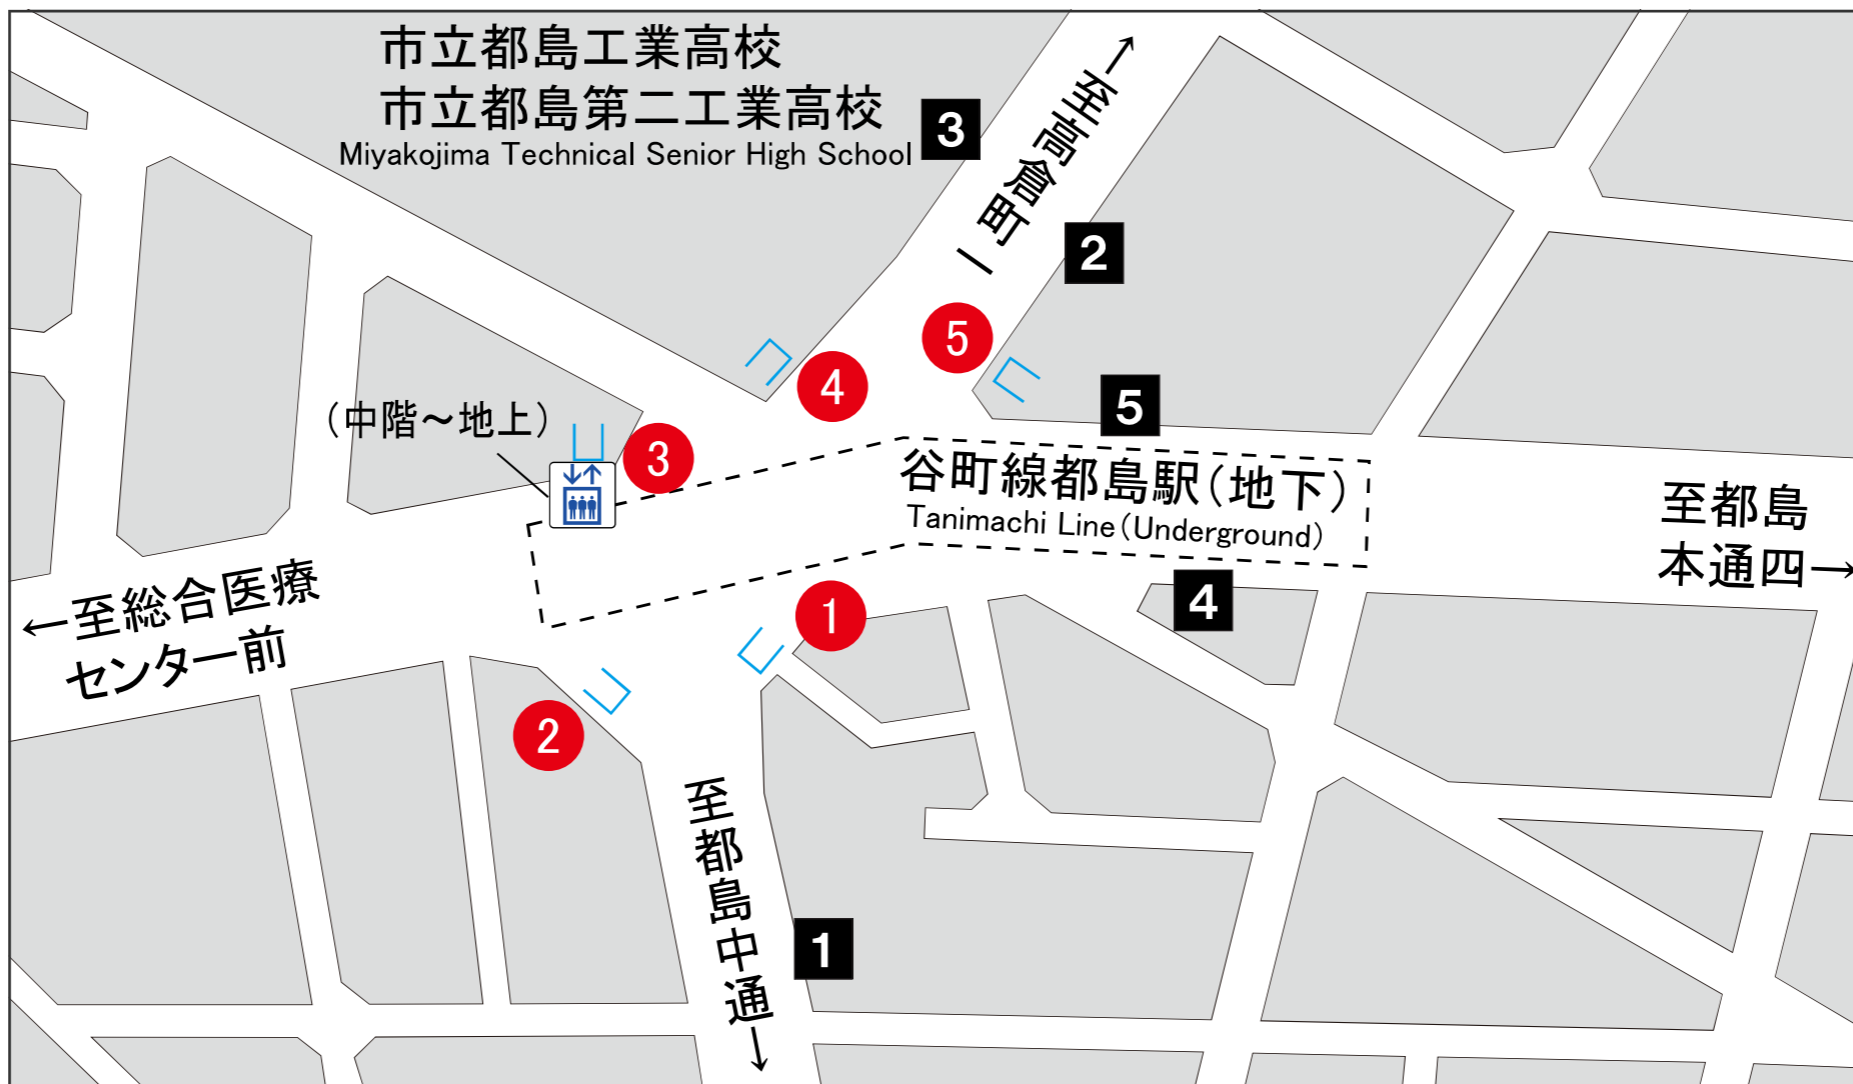 市立都島工業高校
市立都島第二工業高校
Miyakojima Technical Senior High School
3
←至高倉町一
2
5
4
5
(中階～地上)
3
谷町線都島駅(地下)
Tanimachi Line(Underground)
至都島
本通四→
4
1
←至総合医療
センター前
2
至都島中通→
1